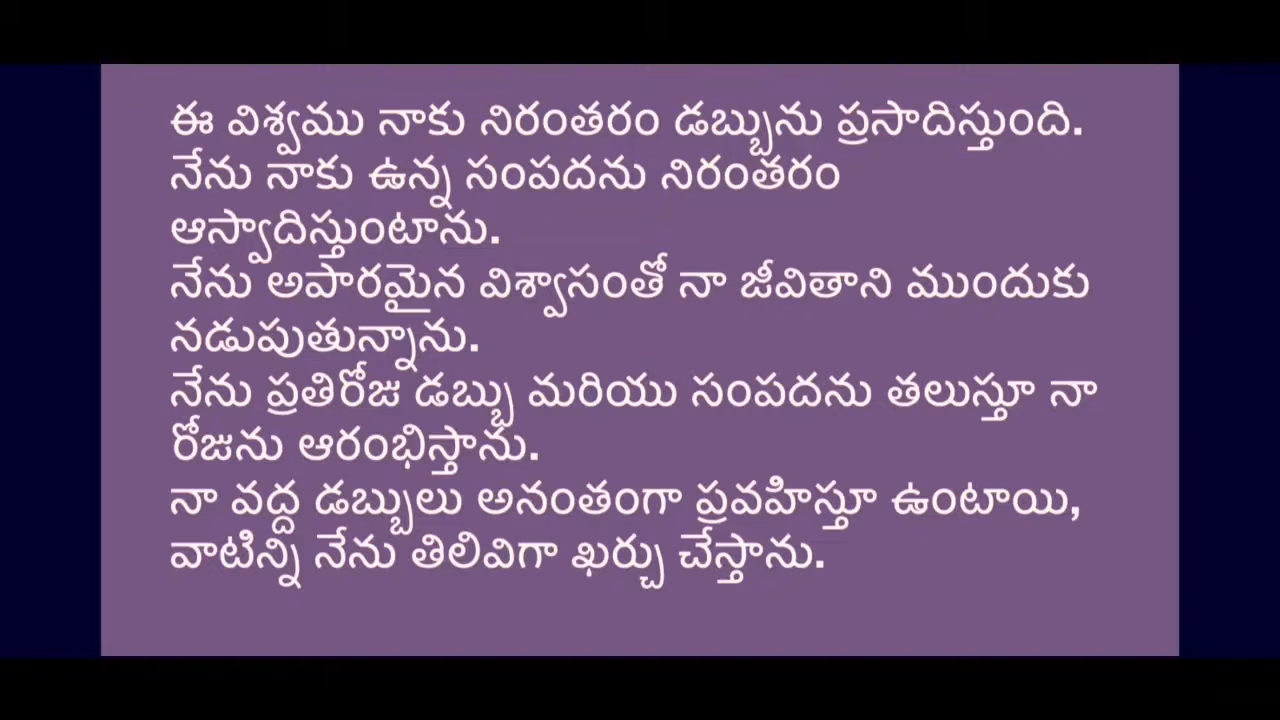 ఈ విశ్వము నాకు నిరంతరం డబ్బును ప్రసాదిస్తుంది.
నేను నాకు ఉన్న సంపదను నిరంతరం
ఆస్వాదిస్తుంటాను.
నేను అపారమైన విశ్వాసంతో నా జీవితాని ముందుకు
నడుపుతున్నాను.
నేను ప్రతిరోజు డబ్బు మరియు సంపదను తలుస్తూ నా
రోజును ఆరంభిస్తాను.
నా వద్ద డబ్బులు అనంతంగా ప్రవహిస్తూ ఉంటాయి,
వాటిన్ని నేను తిలివిగా ఖర్చు చేస్తాను.